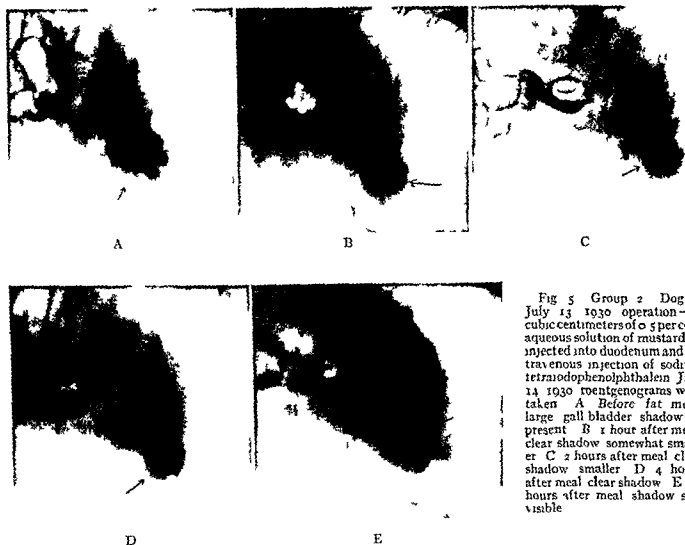 A
B
C
D
E
Fig 5 Group 2 Dog
July 13 1930 operation—
cubic centimeters of 0 5 perc
aqueous solution of mustard
injected into duodenum and
travenous injection of sodi
tetraiodophenolphthalein J
14 1930 roentgenograms w
taken A Before fat me
large gall bladder shadow
present B 1 hour after me
clear shadow somewhat sm
er C 2 hours after meal cl
shadow smaller D 4 ho
after meal clear shadow E
hours after meal shadow s
visible